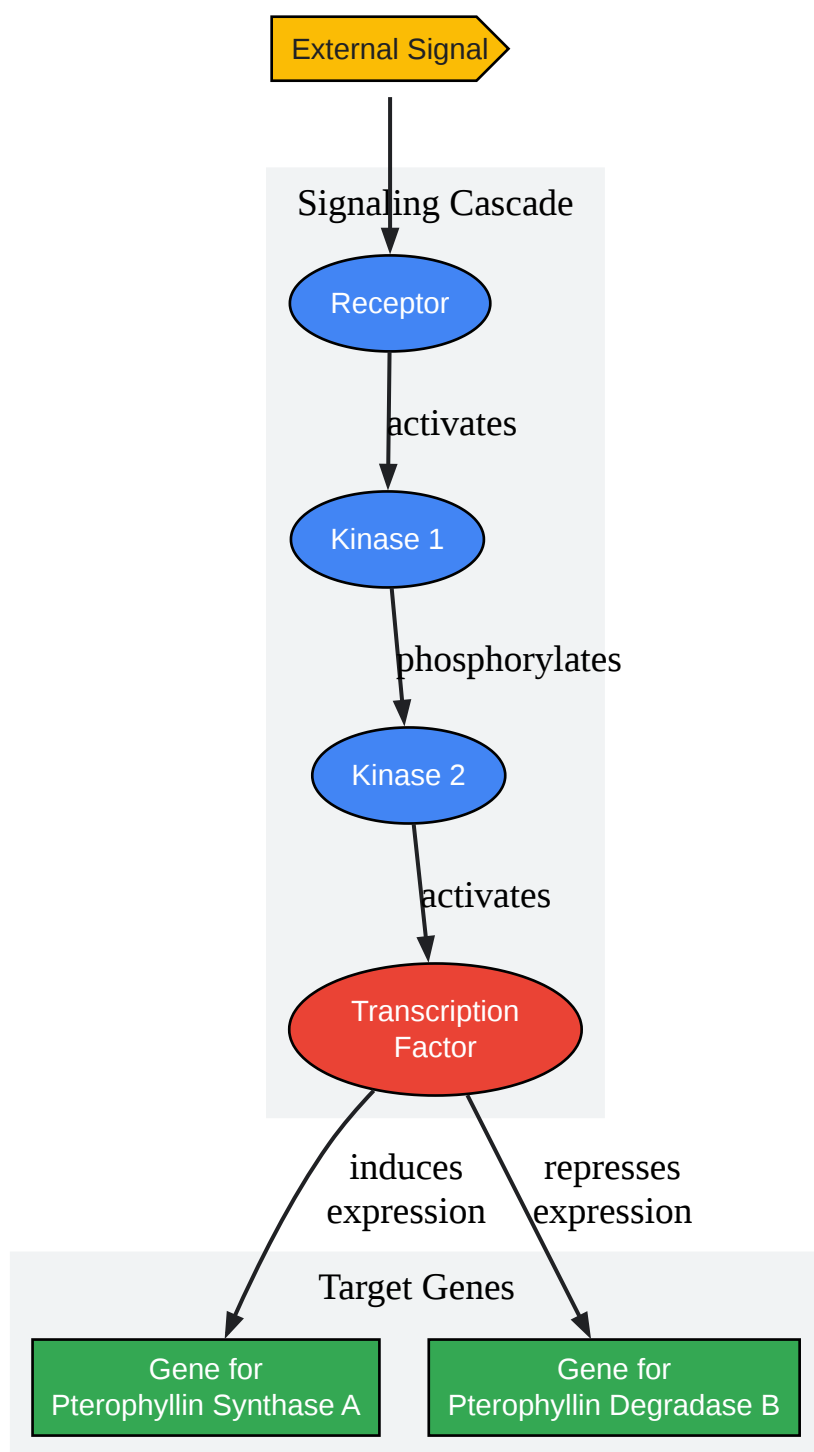 External Signal
Signaling Cascade
Receptor
activates
Kinase 1
phosphorylates
Kinase 2
activates
Transcription
Factor
induces
expression
represses
expression
Target Genes
Gene for
Pterophyllin Synthase A
Gene for
Pterophyllin Degradase B